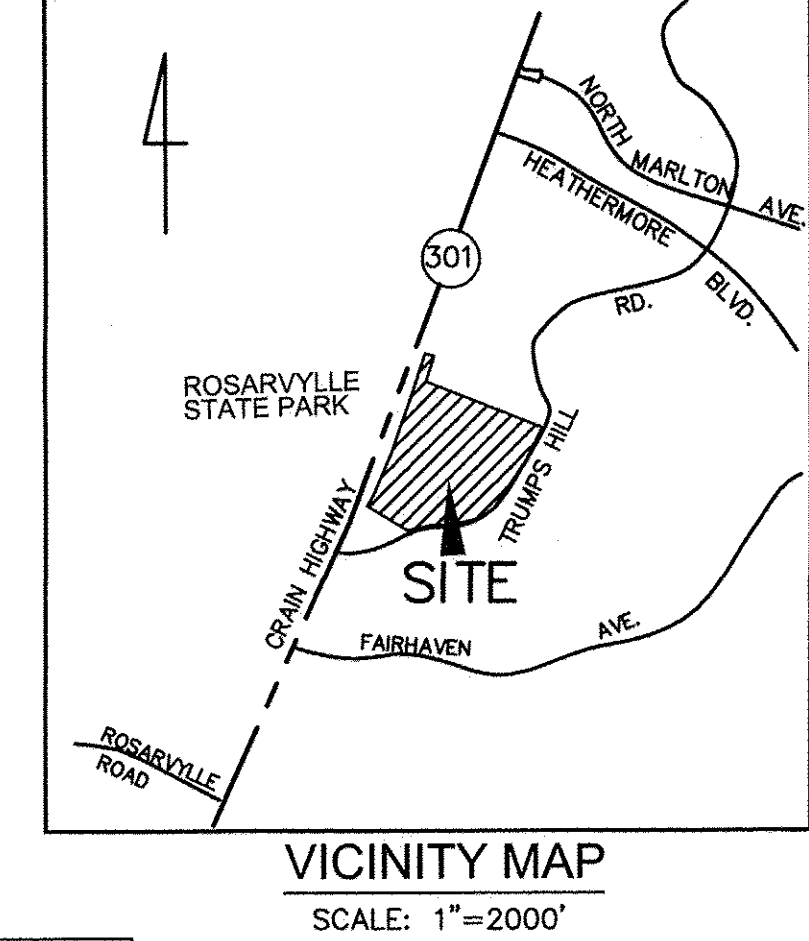 NORTH MARLTON AVE.
HEATHERMORE BLVD.
301
RD.
ROSARVYLLE
STATE PARK
TRUMPS HILL
CRAIN HIGHWAY
SITE
FAIRHAVEN AVE.
ROSARVYLLE
ROAD
VICINITY MAP
SCALE: 1"=2000'